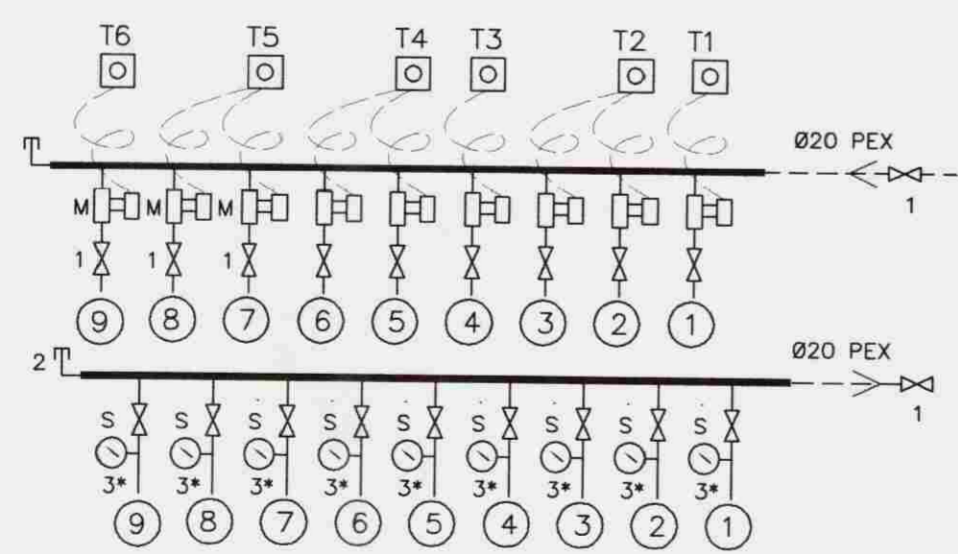 T6 T5 T4 T3 T2 T1
Ø20 PEX
M M M
1
1 1 1
9 8 7 6 5 4 3 2 1
Ø20 PEX
2
1
S S S S S S S S S
3* 3* 3* 3* 3* 3* 3* 3* 3*
9 8 7 6 5 4 3 2 1